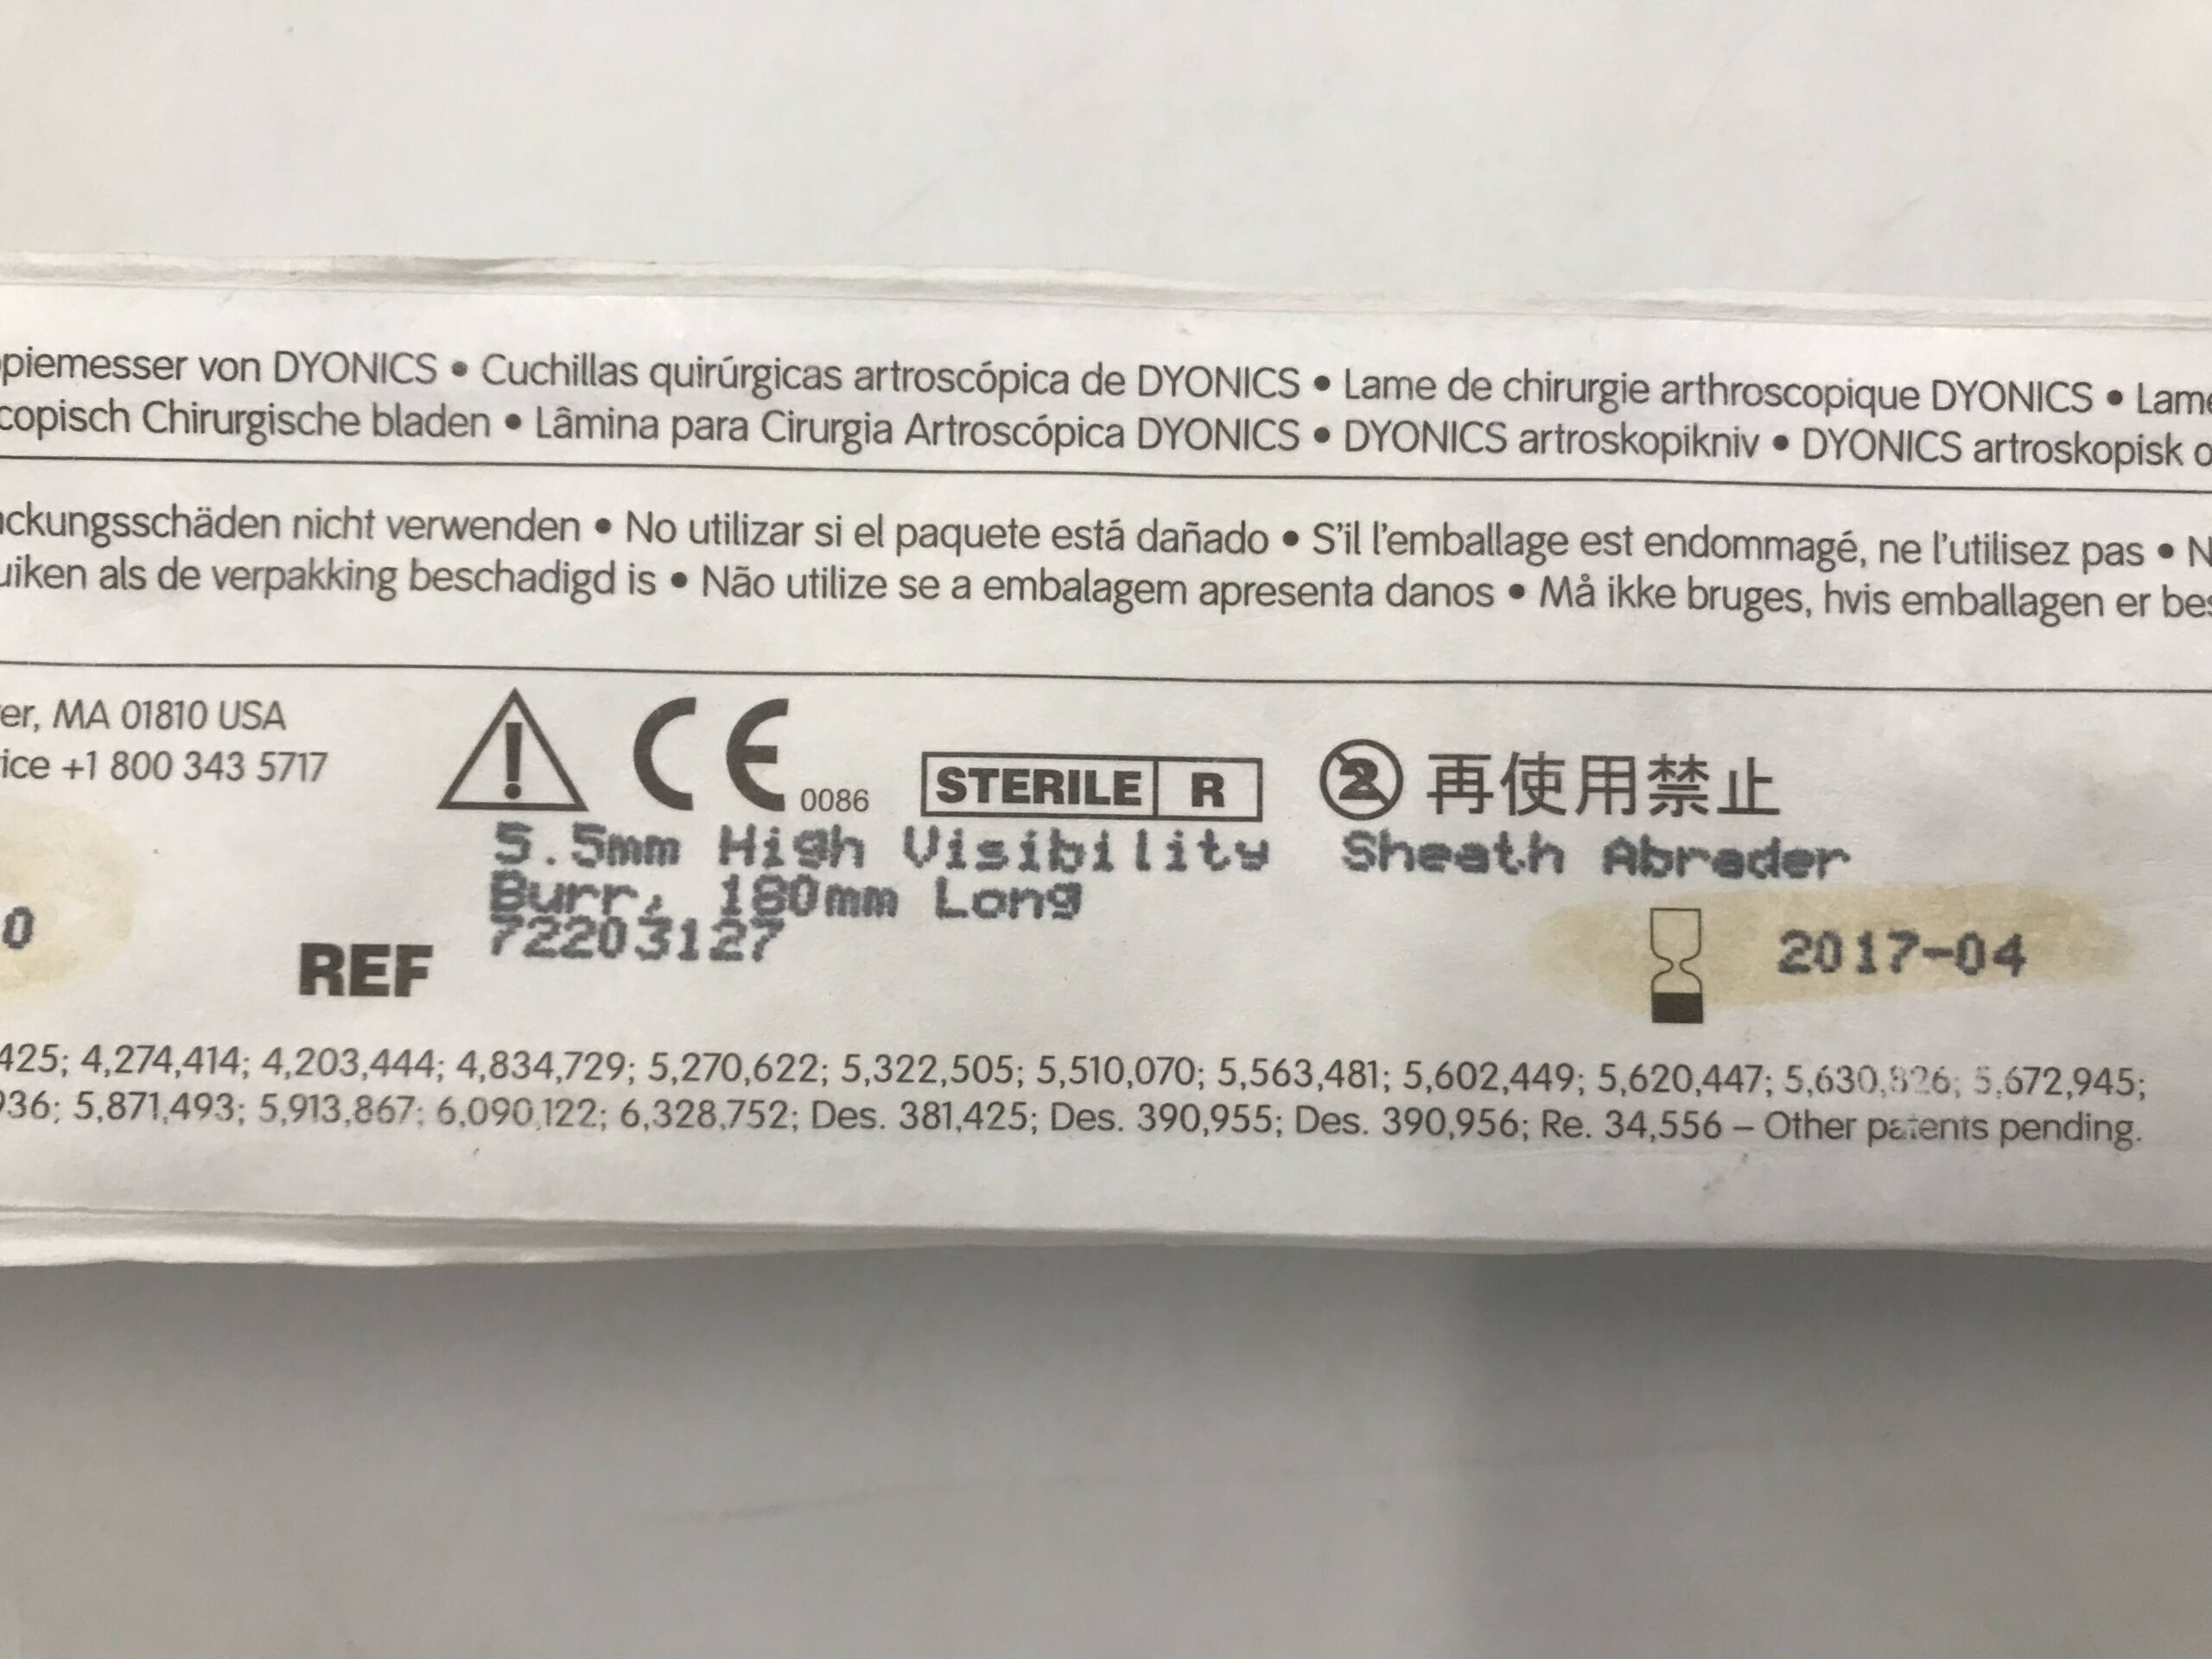 piemesser von DYONICS • Cuchillas quirúrgicas artroscópica de DYONICS • Lame de chirurgie arthroscopique DYONICS • Lame
copisch Chirurgische bladen • Lâmina para Cirurgia Artroscópica DYONICS • DYONICS artroskopikniv • DYONICS artroskopisk o
ckungsschäden nicht verwenden • No utilizar si el paquete está dañado • S'il l'emballage est endommagé, ne l'utilisez pas • N
uiken als de verpakking beschadigd is • Não utilize se a embalagem apresenta danos • Må ikke bruges, hvis emballagen er bes
er, MA 01810 USA
ice +1 800 343 5717
CE 0086
STERILE R
2 再使用禁止
5.5mm High Visibility Sheath Abrader
Burr, 180mm Long
0
REF 72203127
2017-04
425; 4,274,414; 4,203,444; 4,834,729; 5,270,622; 5,322,505; 5,510,070; 5,563,481; 5,602,449; 5,620,447; 5,630,826; 5,672,945;
936; 5,871,493; 5,913,867; 6,090,122; 6,328,752; Des. 381,425; Des. 390,955; Des. 390,956; Re. 34,556 – Other patents pending.